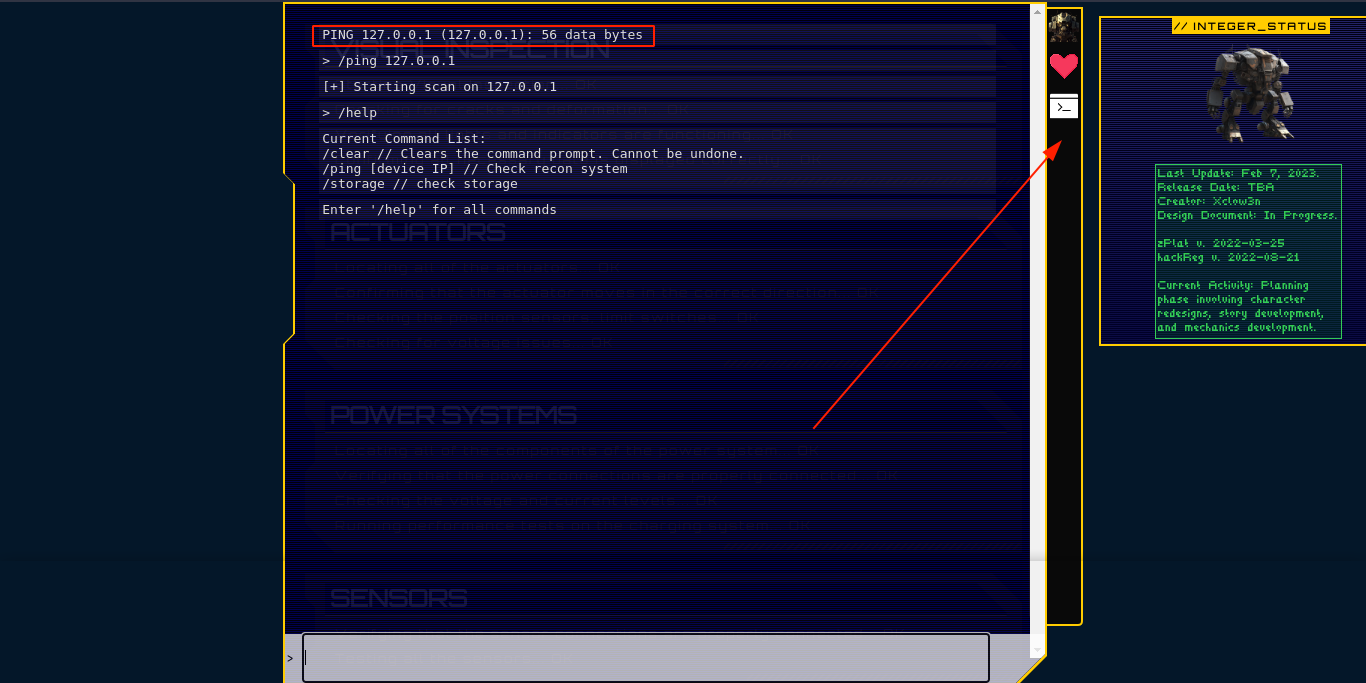 PING 127.0.0.1 (127.0.0.1): 56 data bytes
VISUAL INSPECTION
> /ping 127.0.0.1
[+] Starting scan on 127.0.0.1
OK
> /help
OK
OK
Current Command List:
/clear // Clears the command prompt. Cannot be undone.
/ping [device IP] // Check recon system
/storage // check storage
Enter '/help' for all commands
ACTUATORS
Locating all of the actuators... OK
Confirming that the actuator moves in the correct direction... OK
Checking for voltage issues... OK
POWER SYSTEMS
Locating all of the components of the power system... OK
Verifying that the power connections are properly connected... OK
Checking the voltage and current levels... OK
Running performance tests on the charging system... OK
SENSORS
>
>_
// INTEGER_STATUS
Last Update: Feb 7, 2023.
Release Date: TBA
Creator: Xclow3n
Design Document: In Progress.
zPlat v. 2022-03-25
hackReg v. 2022-08-21
Current Activity: Planning
phase involving character
redesigns, story development,
and mechanics development.